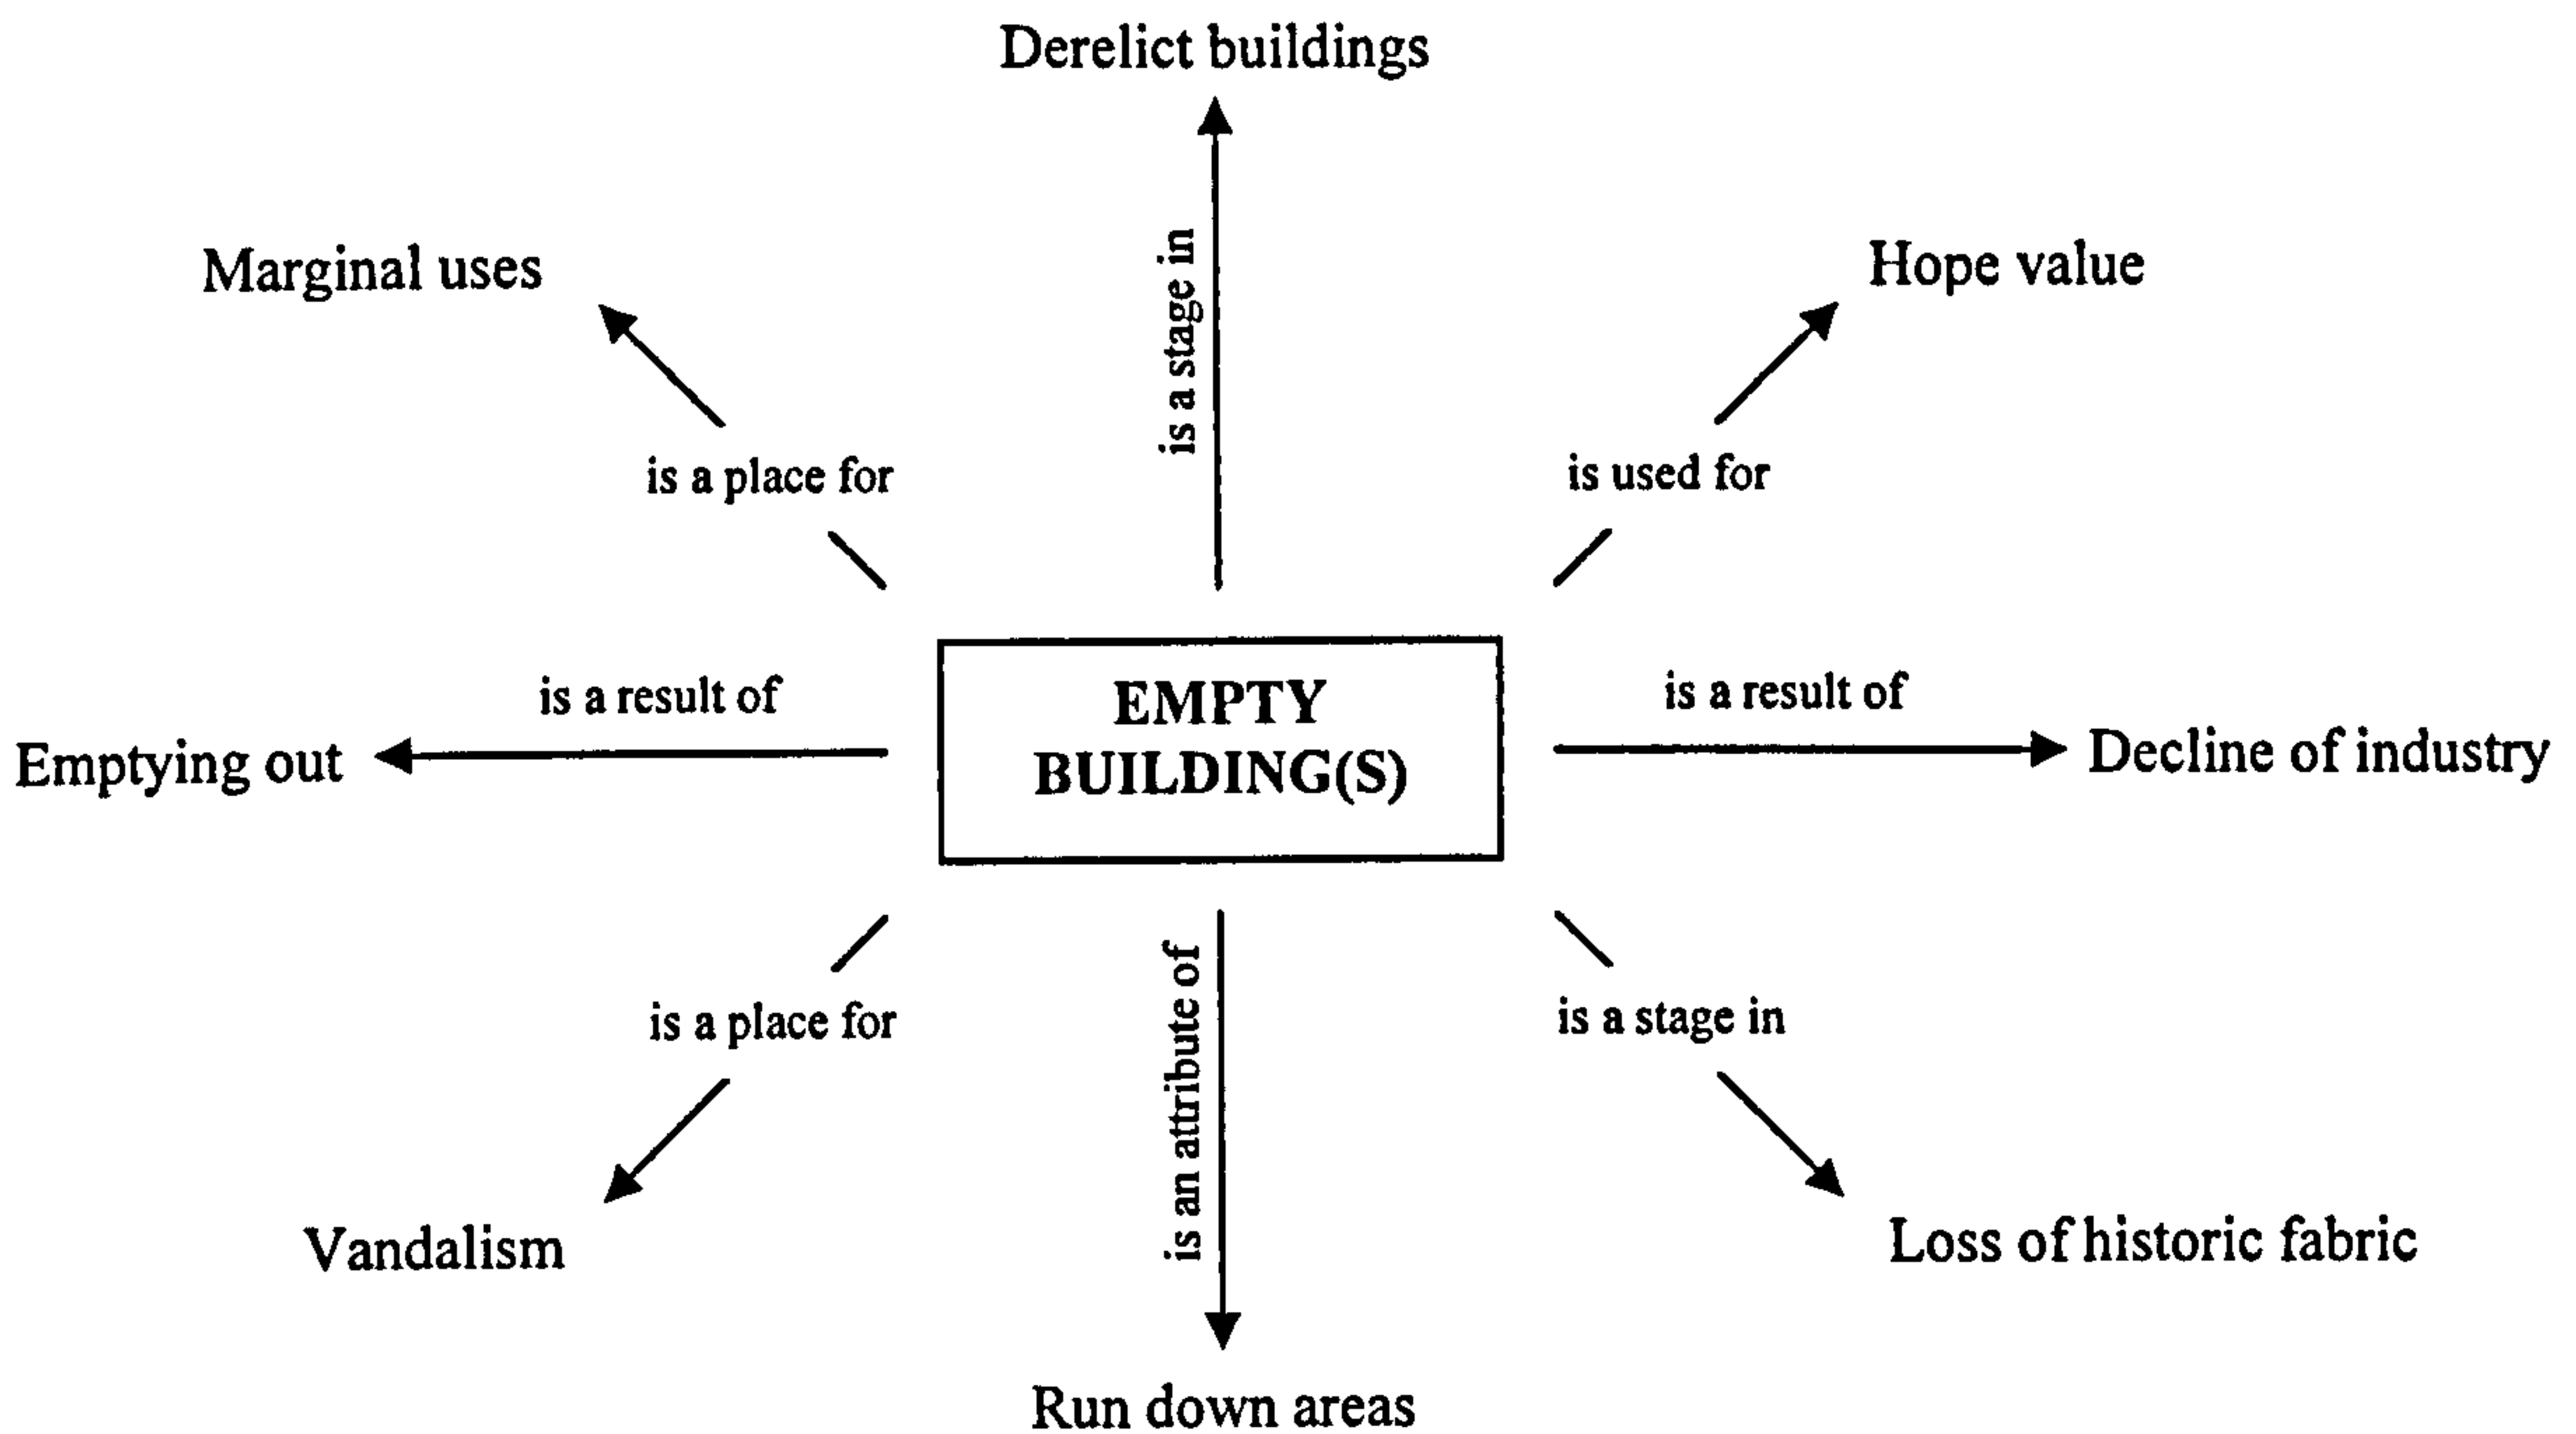 Derelict buildings
Marginal uses
Hope value
is a stage in
is a place for
is used for
EMPTY
BUILDING(S)
is a result of
is a result of
Emptying out
Decline of industry
is a place for
is an attribute of
is a stage in
Vandalism
Loss of historic fabric
Run down areas